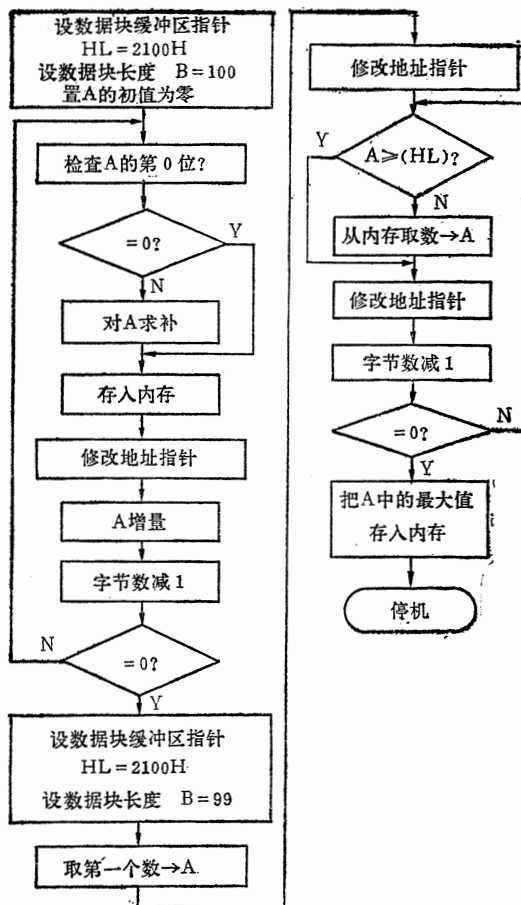 设数据块缓冲区指针
HL=2100H
设数据块长度 B=100
置A的初值为零
检查A的第0位?
=0?
Y
N
对A求补
存入内存
修改地址指针
A增量
字节数减1
N
=0?
Y
设数据块缓冲区指针
HL=2100H
设数据块长度 B=99
取第一个数→A
修改地址指针
Y
A≥(HL)?
N
从内存取数→A
修改地址指针
字节数减1
N
=0?
Y
把A中的最大值
存入内存
停机